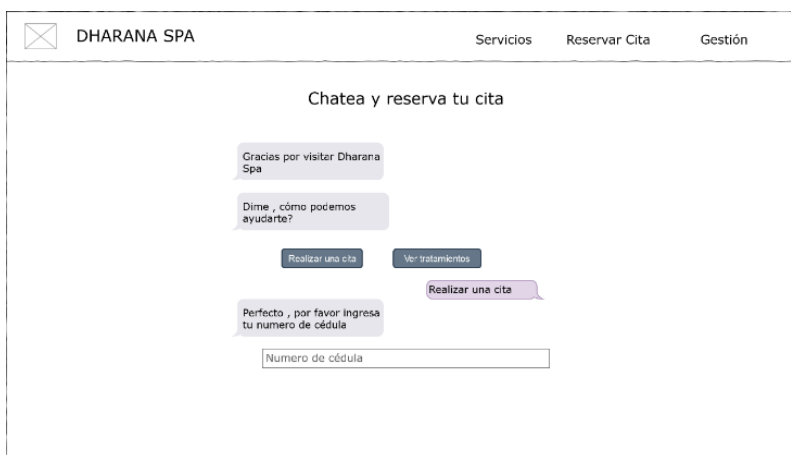 DHARANA SPA
Servicios
Reservar Cita
Gestión
Chatea y reserva tu cita
Gracias por visitar Dharana
Spa
Dime , cómo podemos
ayudarte?
Realizar una cita
Ver tratamientos
Realizar una cita
Perfecto , por favor ingresa
tu numero de cédula
Numero de cédula